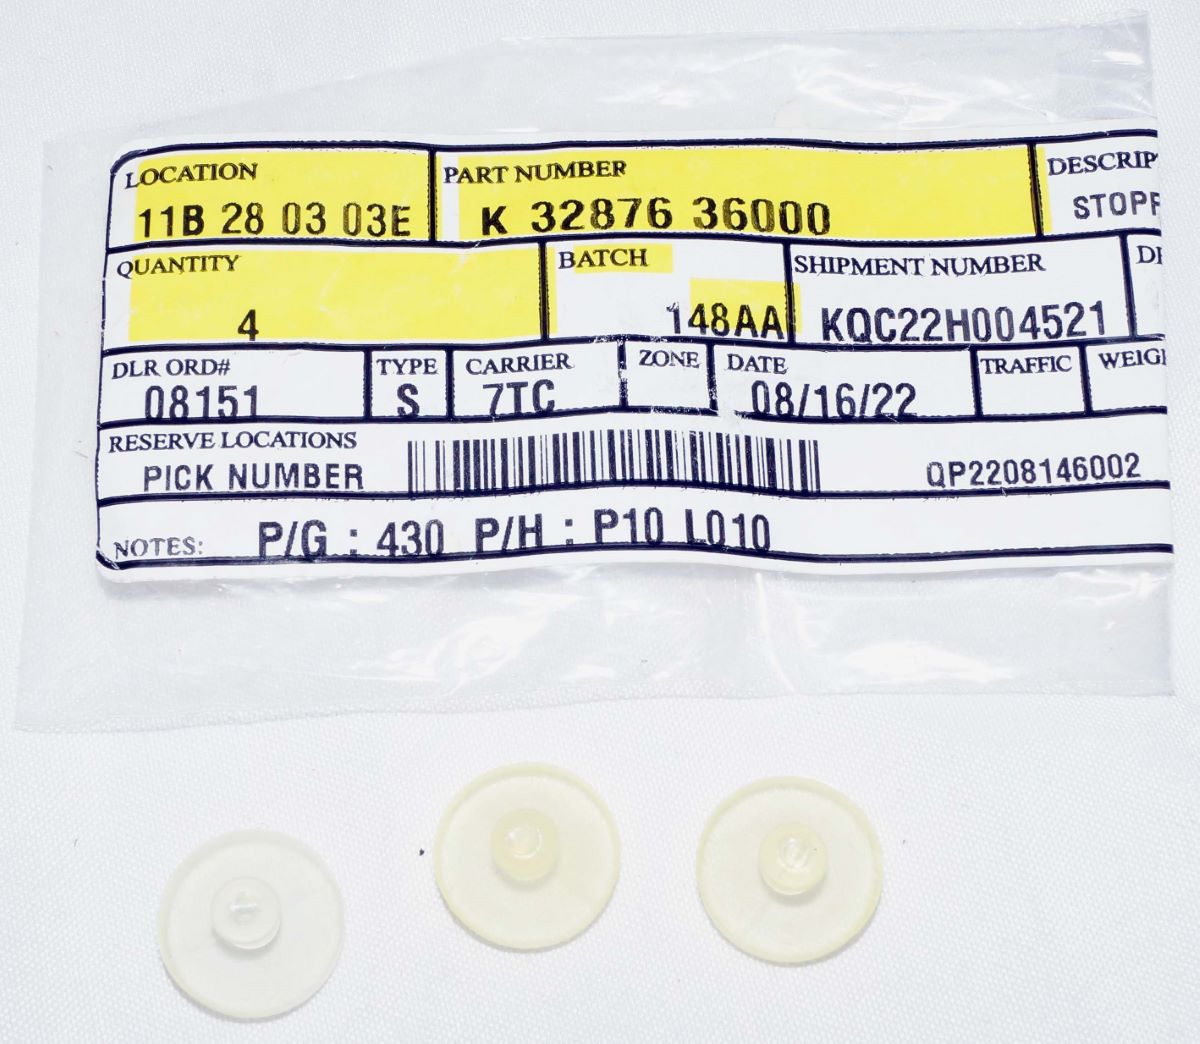 LOCATION PART NUMBER DESCRIP
11B 28 03 03E K 32876 36000 STOPP
QUANTITY BATCH SHIPMENT NUMBER
4 148AA KQC22H004521
DLR ORD# TYPE CARRIER ZONE DATE TRAFFIC WEIG
08151 S 7TC 08/16/22
RESERVE LOCATIONS
PICK NUMBER QP2208146002
NOTES: P/G : 430 P/H : P10 L010